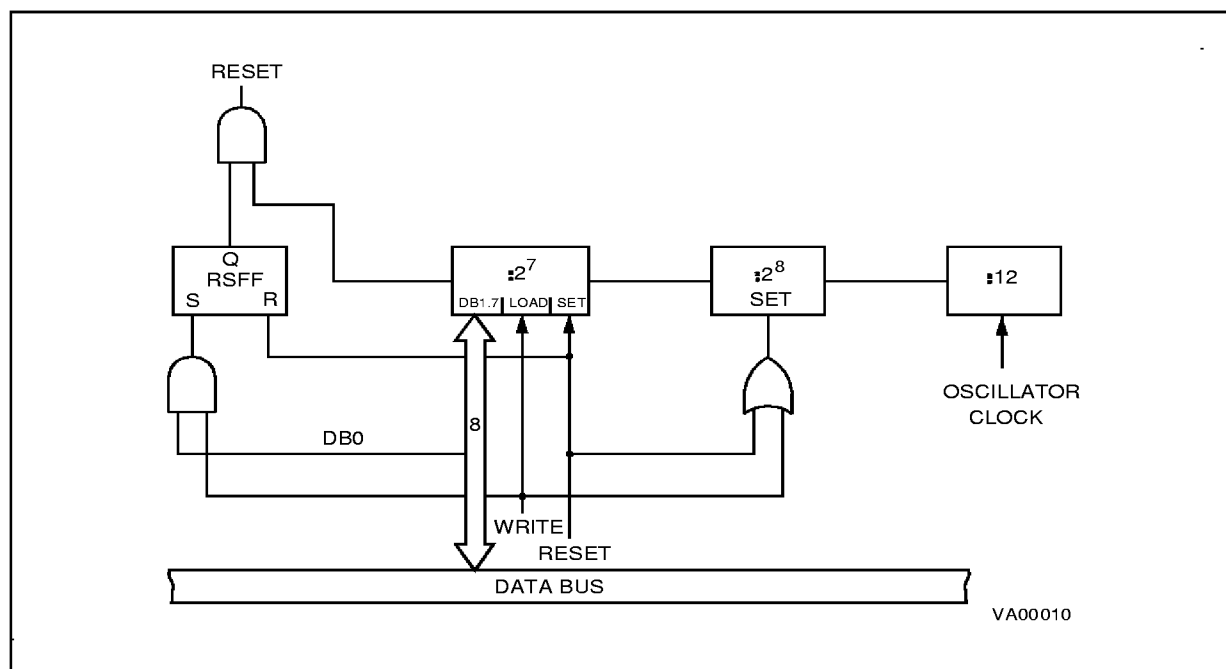 RESET
Q
RSFF
S R
:2⁷
DB1.7 LOAD SET
:2⁸
SET
:12
OSCILLATOR
CLOCK
8
DB0
WRITE
RESET
DATA BUS
VA00010